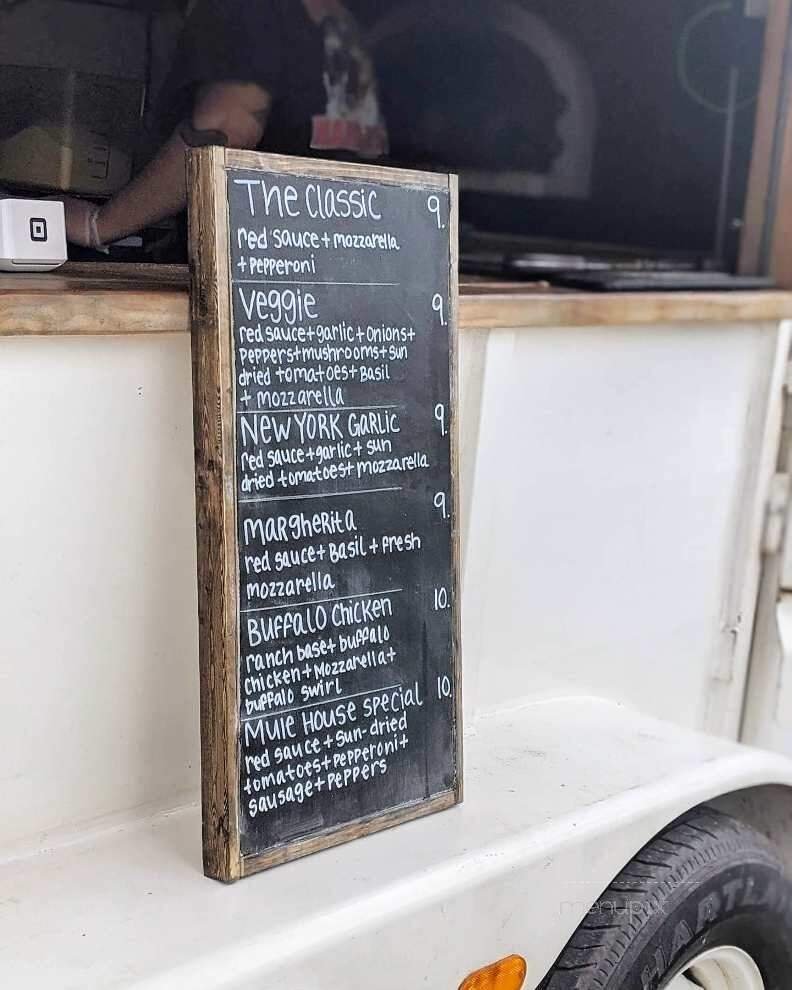 The Classic 9.
red sauce + mozzarella
+ pepperoni
Veggie 9.
red sauce + garlic + onions +
peppers + mushrooms + sun
dried tomatoes + Basil
+ mozzarella
New York Garlic 9.
red sauce + garlic + sun
dried tomatoes + mozzarella
9.
Margherita
red sauce + Basil + fresh
mozzarella
Buffalo Chicken 10.
ranch base + buffalo
chicken + Mozzarella +
buffalo swirl
Mule House special 10.
red sauce + sun-dried
tomatoes + pepperoni +
sausage + peppers
menupix
HARTLA